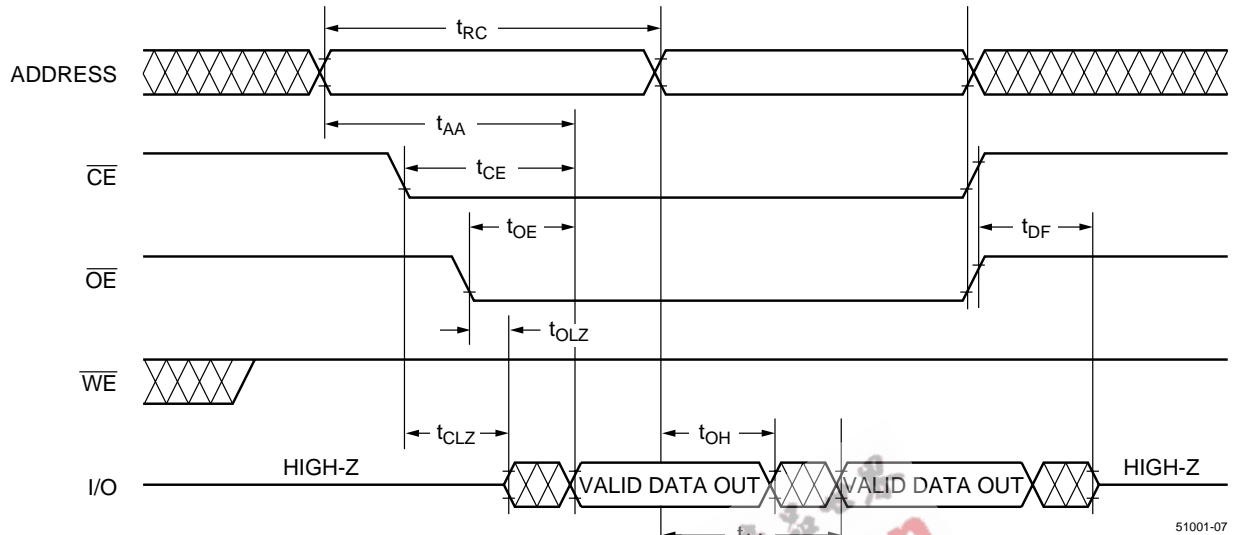 tRC
ADDRESS
tAA
CE
tCE
tOE
tDF
OE
tOLZ
WE
tCLZ
tOH
HIGH-Z
HIGH-Z
I/O
VALID DATA OUT
VALID DATA OUT
51001-07